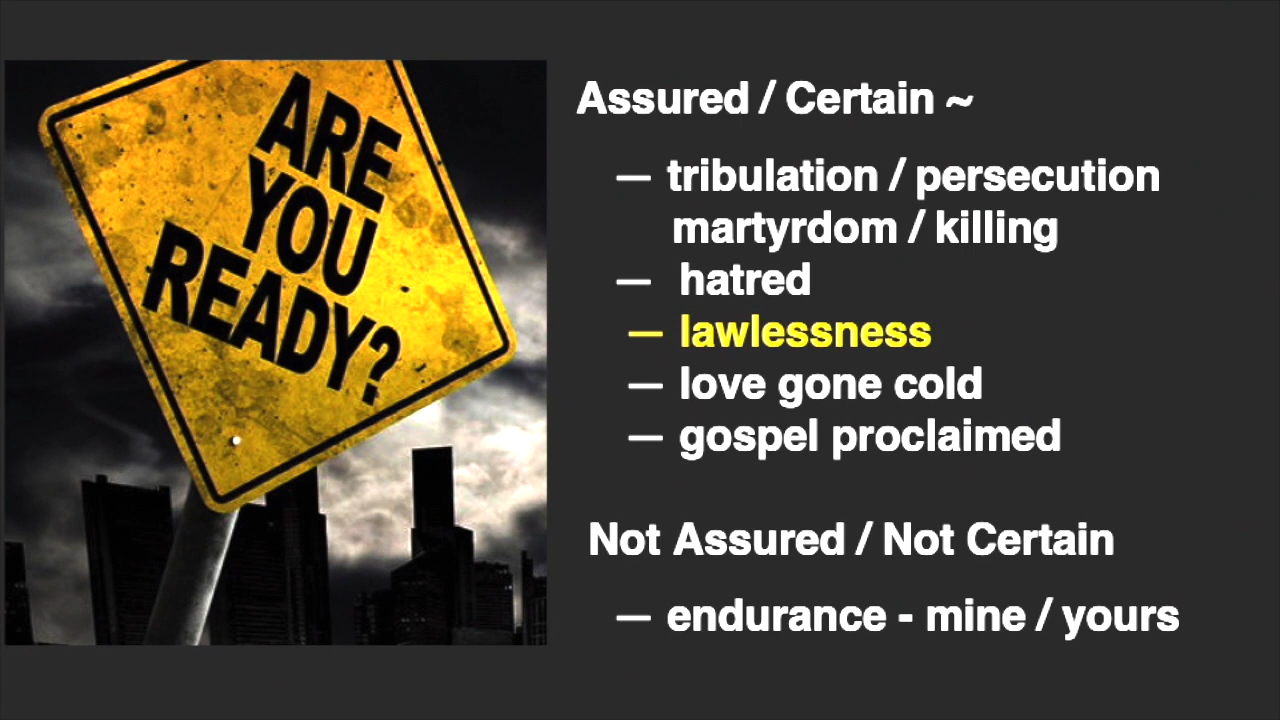 ARE
YOU
READY?
Assured / Certain ~
— tribulation / persecution
martyrdom / killing
— hatred
— lawlessness
— love gone cold
— gospel proclaimed
Not Assured / Not Certain
— endurance - mine / yours